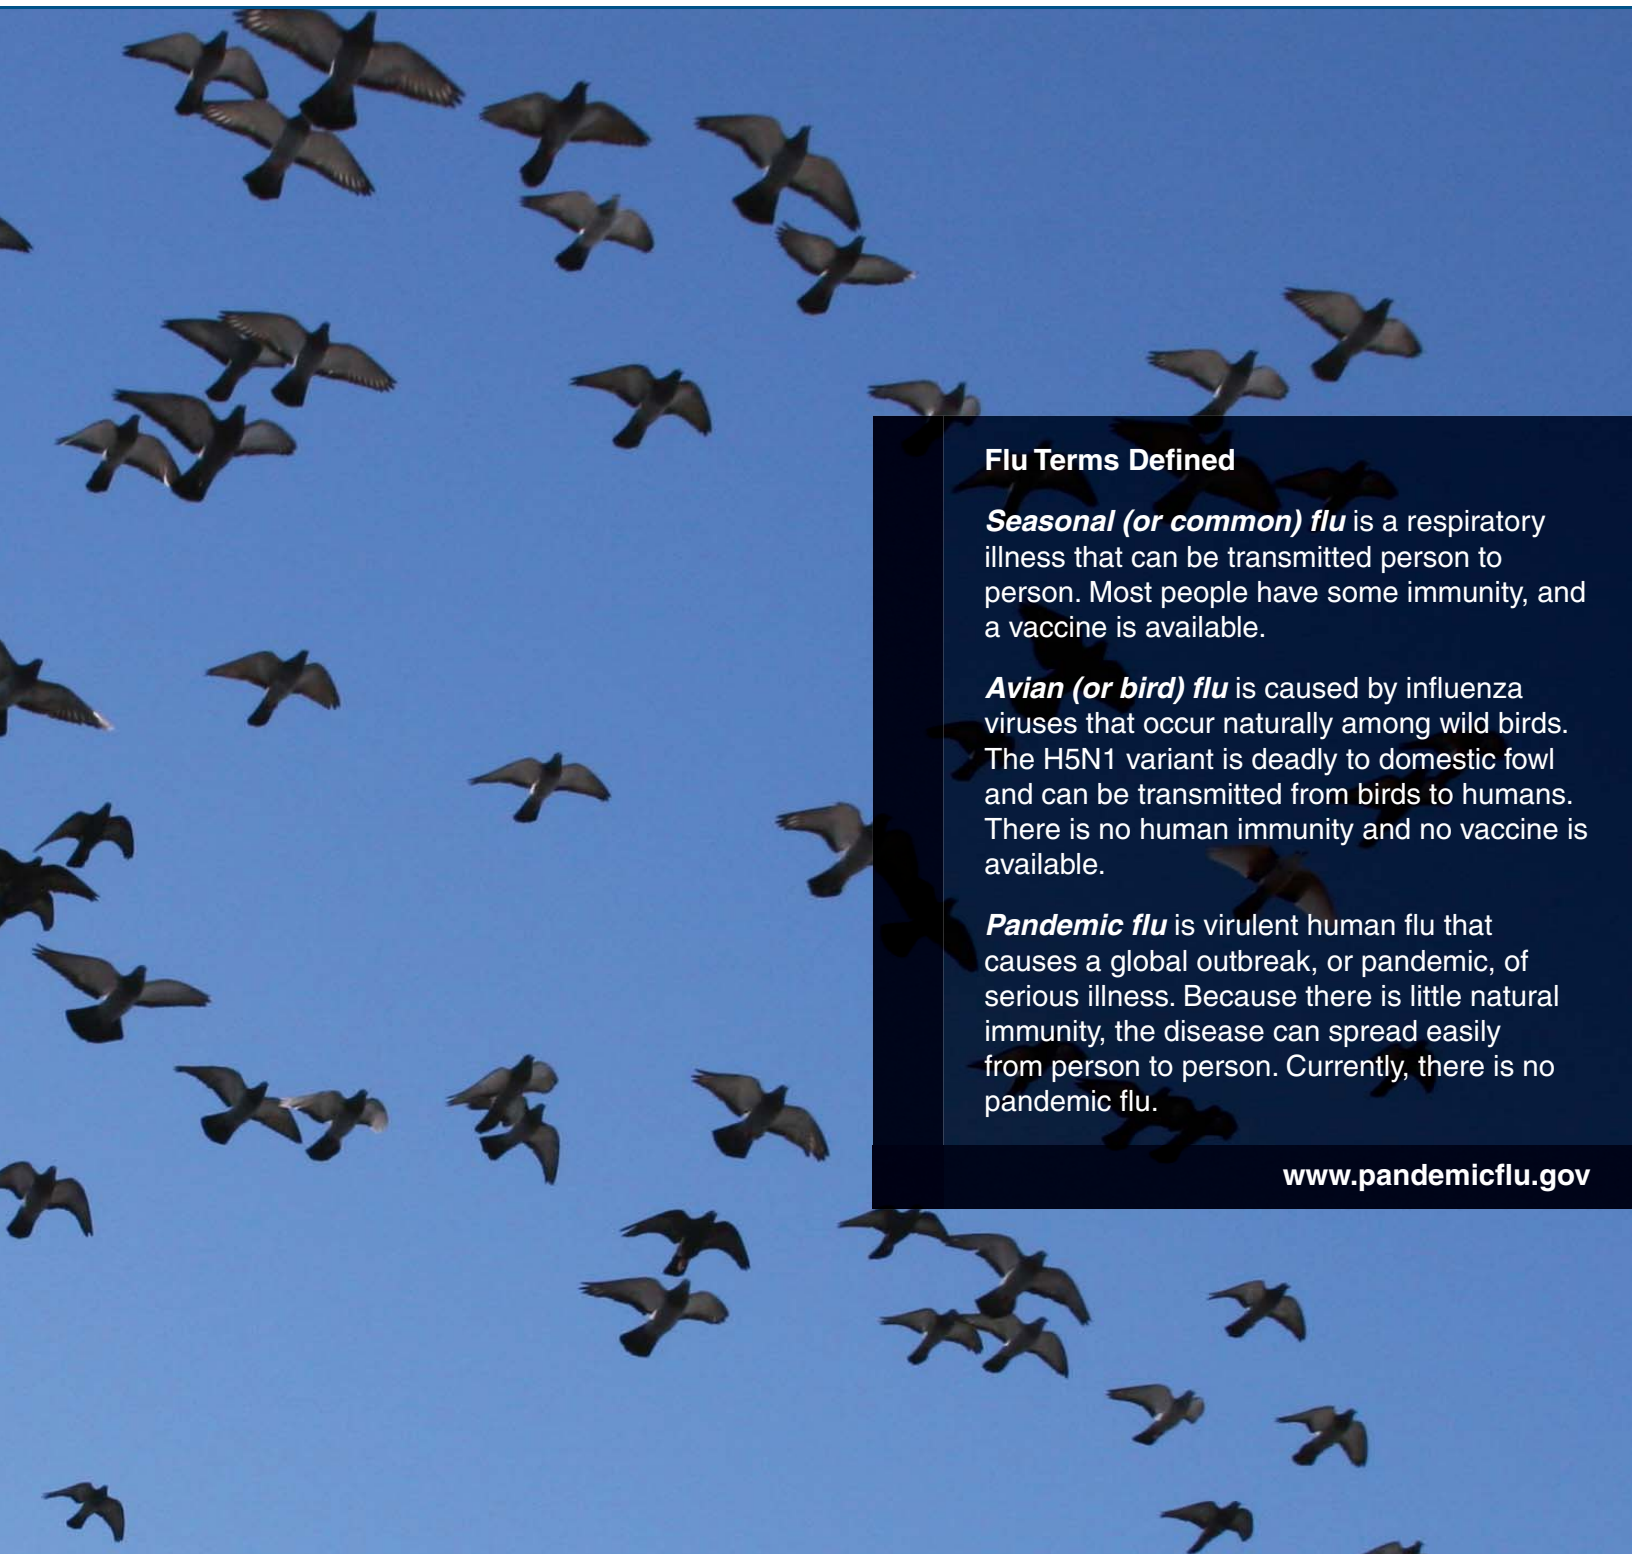 Flu Terms Defined
Seasonal (or common) flu is a respiratory
illness that can be transmitted person to
person. Most people have some immunity, and
a vaccine is available.
Avian (or bird) flu is caused by influenza
viruses that occur naturally among wild birds.
The H5N1 variant is deadly to domestic fowl
and can be transmitted from birds to humans.
There is no human immunity and no vaccine is
available.
Pandemic flu is virulent human flu that
causes a global outbreak, or pandemic, of
serious illness. Because there is little natural
immunity, the disease can spread easily
from person to person. Currently, there is no
pandemic flu.
www.pandemicflu.gov